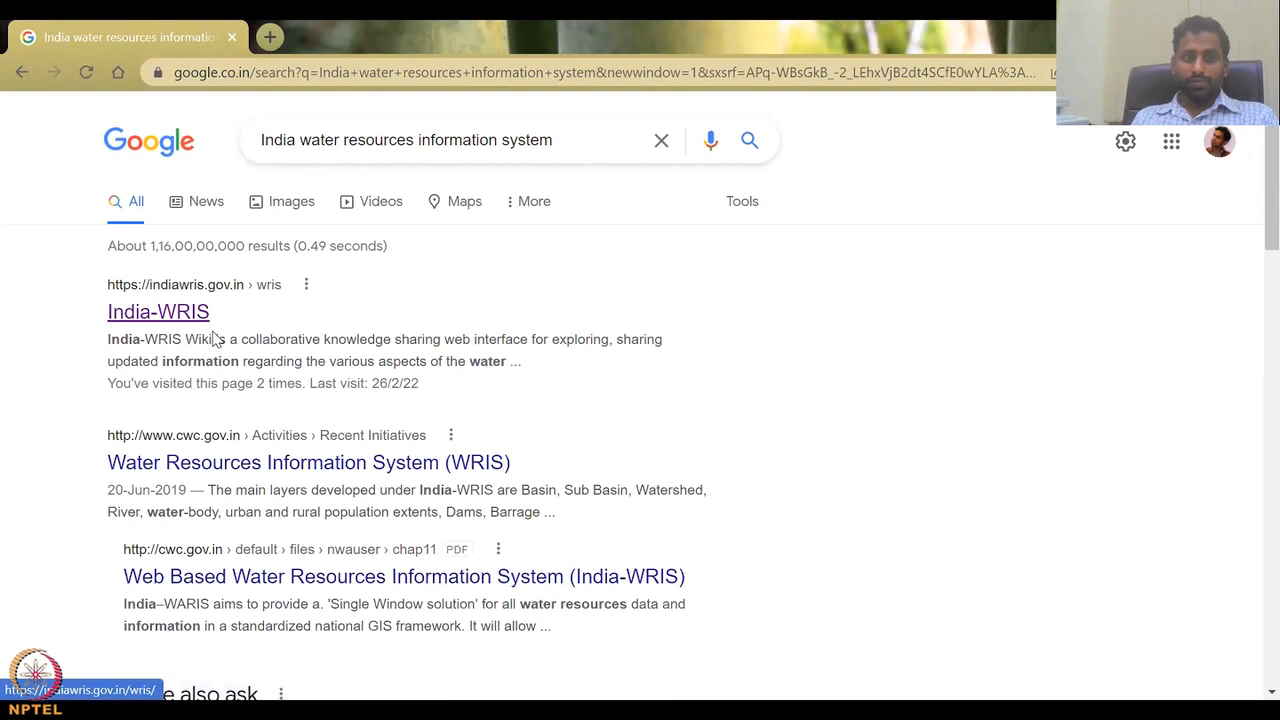 India water resources informatio
google.co.in/search?q=India+water+resources+information+system&newwindow=1&sxsrf=APq-WBsGkB_-2_LEhxVjB2dt4SCfE0wYLA%3A...
Google
India water resources information system
All News Images Videos Maps More Tools
About 1,16,00,00,000 results (0.49 seconds)
https://indiawris.gov.in › wris
India-WRIS
India-WRIS Wiki is a collaborative knowledge sharing web interface for exploring, sharing
updated information regarding the various aspects of the water ...
You've visited this page 2 times. Last visit: 26/2/22
http://www.cwc.gov.in › Activities › Recent Initiatives
Water Resources Information System (WRIS)
20-Jun-2019 — The main layers developed under India-WRIS are Basin, Sub Basin, Watershed,
River, water-body, urban and rural population extents, Dams, Barrage ...
http://cwc.gov.in › default › files › nwauser › chap11 PDF
Web Based Water Resources Information System (India-WRIS)
India–WARIS aims to provide a. 'Single Window solution' for all water resources data and
information in a standardized national GIS framework. It will allow ...
also ask
https://indiawris.gov.in/wris/
NPTEL